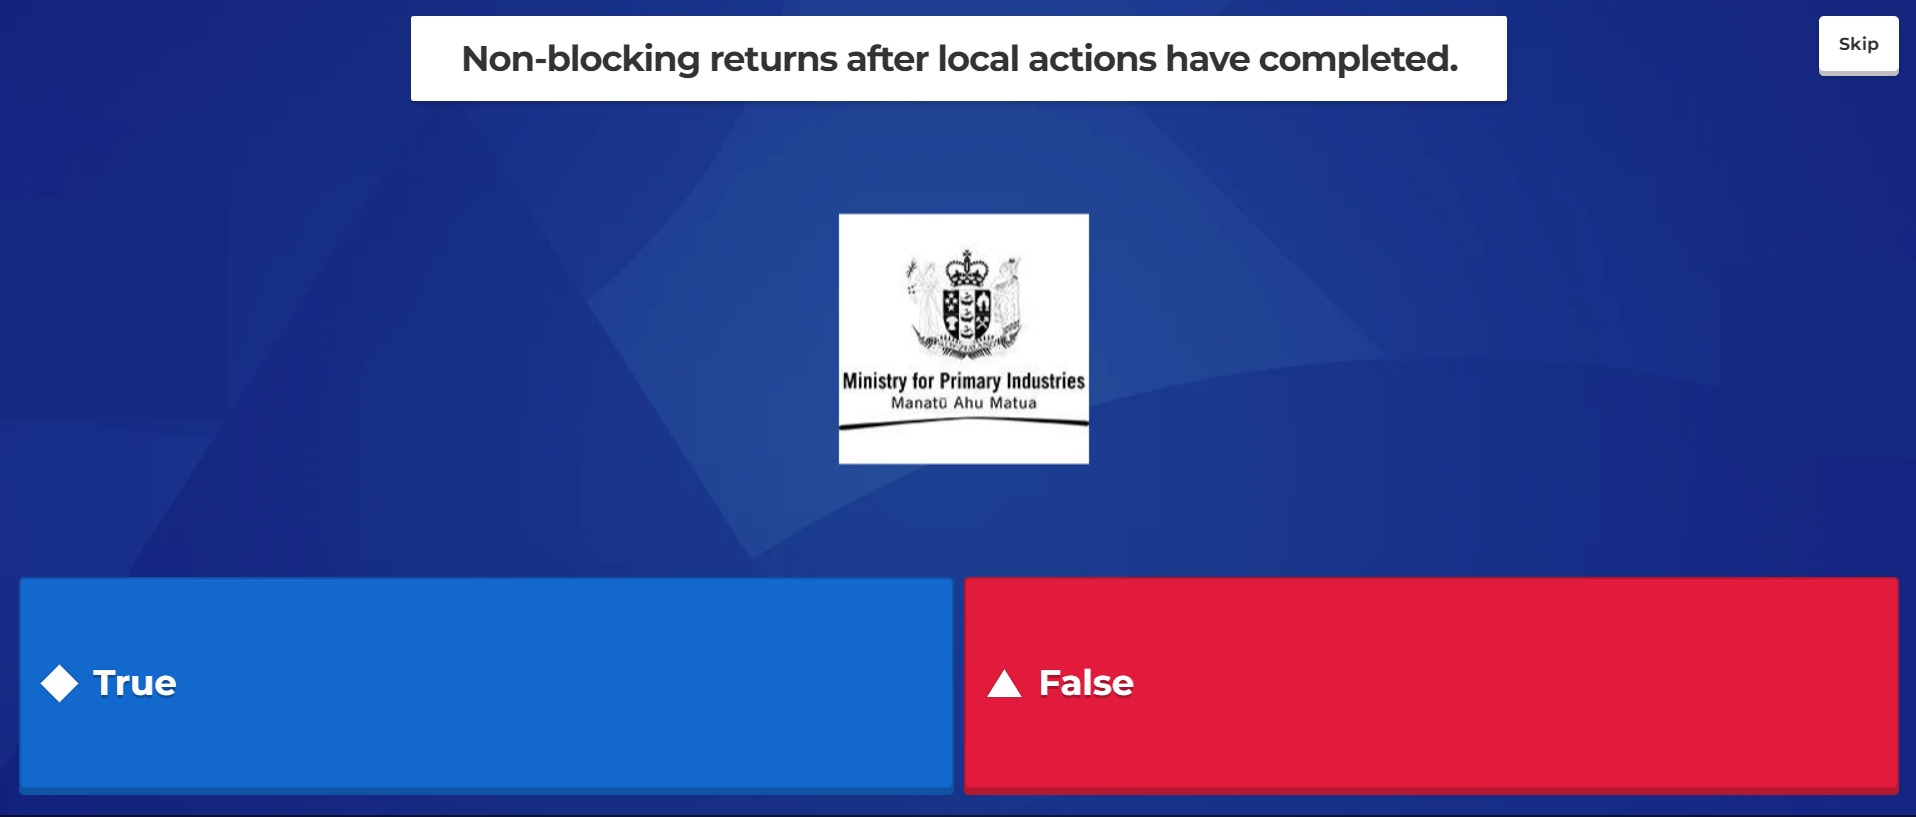 Non-blocking returns after local actions have completed.
Skip
Ministry for Primary Industries
Manatū Ahu Matua
True
False